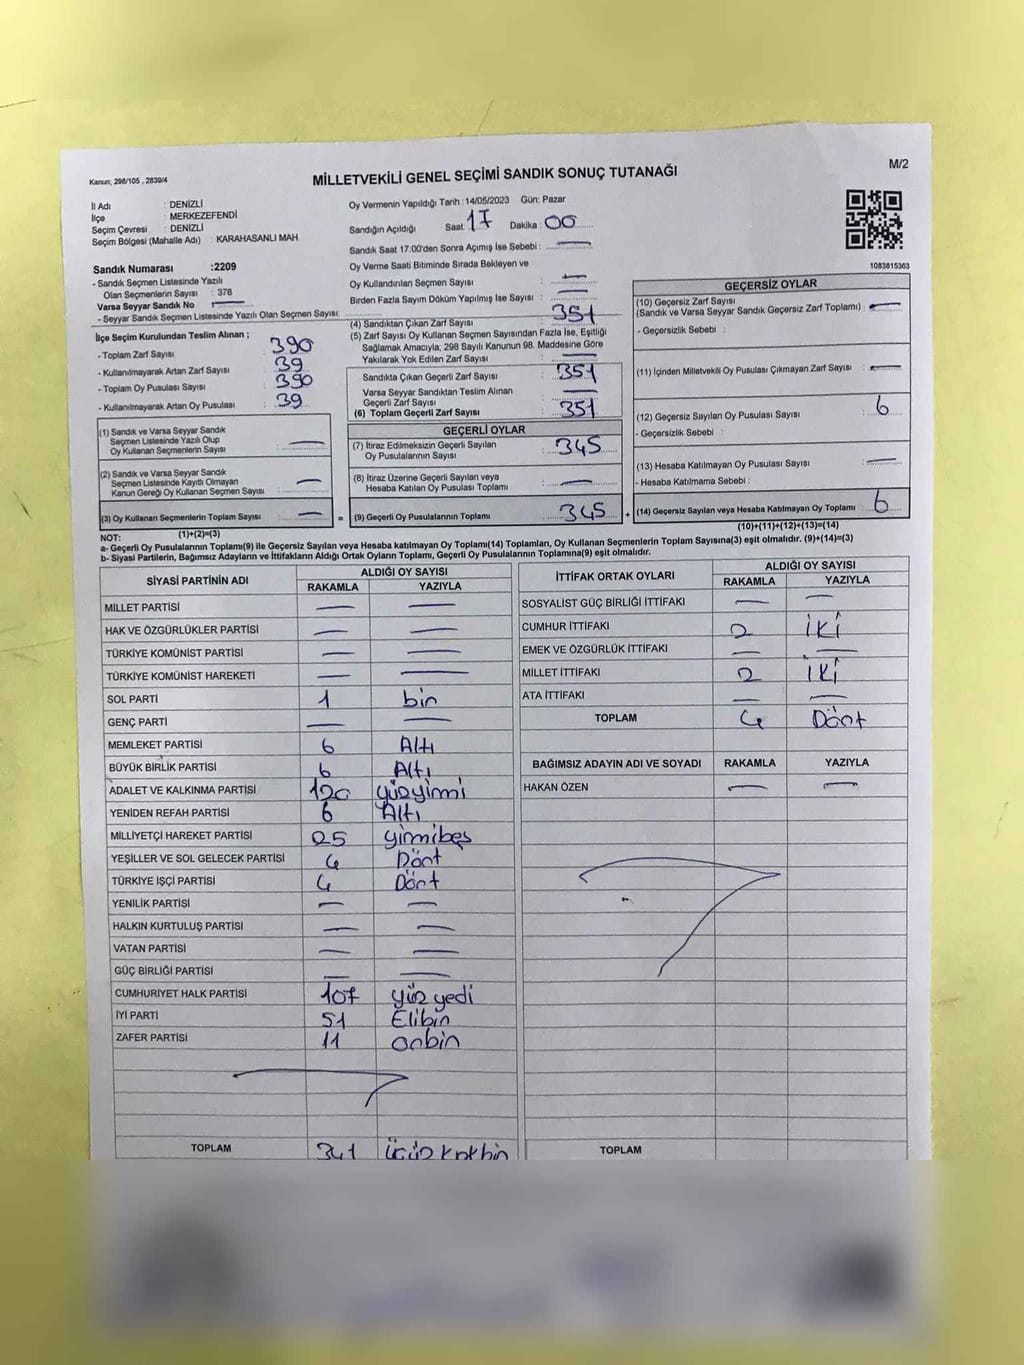 M/2
Kanun; 298/105 , 2839/4
MİLLETVEKİLİ GENEL SEÇİMİ SANDIK SONUÇ TUTANAĞI
İl Adı : DENİZLİ
İlçe : MERKEZEFENDİ
Seçim Çevresi : DENİZLİ
Seçim Bölgesi (Mahalle Adı) : KARAHASANLI MAH.
Sandık Numarası :2209
- Sandık Seçmen Listesinde Yazılı
Olan Seçmenlerin Sayısı : 378
Varsa Seyyar Sandık No : —
- Seyyar Sandık Seçmen Listesinde Yazılı Olan Seçmen Sayısı:
Oy Vermenin Yapıldığı Tarih :14/05/2023 Gün: Pazar
Sandığın Açıldığı Saat: 17 Dakika : 00
Sandık Saat 17:00'den Sonra Açımış İse Sebebi : —
Oy Verme Saati Bitiminde Sırada Bekleyen ve
Oy Kullandırılan Seçmen Sayısı : —
Birden Fazla Sayım Döküm Yapılmış İse Sayısı : —
1083815363
İlçe Seçim Kurulundan Teslim Alınan ;
- Toplam Zarf Sayısı : 390
- Kullanılmayarak Artan Zarf Sayısı : 39
- Toplam Oy Pusulası Sayısı : 390
- Kullanılmayarak Artan Oy Pusulası : 39
(4) Sandıktan Çıkan Zarf Sayısı : 351
(5) Zarf Sayısı Oy Kullanan Seçmen Sayısından Fazla İse, Eşitliği
Sağlamak Amacıyla, 298 Sayılı Kanunun 98. Maddesine Göre
Yakılarak Yok Edilen Zarf Sayısı : —
Sandıkta Çıkan Geçerli Zarf Sayısı : 351
Varsa Seyyar Sandıktan Teslim Alınan
Geçerli Zarf Sayısı : —
(6) Toplam Geçerli Zarf Sayısı : 351
GEÇERLİ OYLAR
(7) İtiraz Edilmeksizin Geçerli Sayılan
Oy Pusulalarının Sayısı : 345
(8) İtiraz Üzerine Geçerli Sayılan veya
Hesaba Katılan Oy Pusulası Toplamı : —
(9) Geçerli Oy Pusulalarının Toplamı : 345 +
GEÇERSİZ OYLAR
(10) Geçersiz Zarf Sayısı
(Sandık ve Varsa Seyyar Sandık Geçersiz Zarf Toplamı) : —
- Geçersizlik Sebebi :
(11) İçinden Milletvekili Oy Pusulası Çıkmayan Zarf Sayısı : —
(12) Geçersiz Sayılan Oy Pusulası Sayısı : 6
- Geçersizlik Sebebi :
(13) Hesaba Katılmayan Oy Pusulası Sayısı : —
- Hesaba Katılmama Sebebi :
(14) Geçersiz Sayılan veya Hesaba Katılmayan Oy Toplamı : 6
(10)+(11)+(12)+(13)=(14)
(1) Sandık ve Varsa Seyyar Sandık
Seçmen Listesinde Yazılı Olup
Oy Kullanan Seçmenlerin Sayısı : —
(2) Sandık ve Varsa Seyyar Sandık
Seçmen Listesinde Kayıtlı Olmayan
Kanun Gereği Oy Kullanan Seçmen Sayısı : —
(3) Oy Kullanan Seçmenlerin Toplam Sayısı : — =
(1)+(2)=(3)
NOT:
a- Geçerli Oy Pusulalarının Toplamı(9) ile Geçersiz Sayılan veya Hesaba katılmayan Oy Toplamı(14) Toplamları, Oy Kullanan Seçmenlerin Toplam Sayısına(3) eşit olmalıdır. (9)+(14)=(3)
b- Siyasi Partilerin, Bağımsız Adayların ve İttifakların Aldığı Ortak Oyların Toplamı, Geçerli Oy Pusulalarının Toplamına(9) eşit olmalıdır.
SİYASİ PARTİNİN ADI ALDIĞI OY SAYISI
RAKAMLA YAZIYLA
MİLLET PARTİSİ — —
HAK VE ÖZGÜRLÜKLER PARTİSİ — —
TÜRKİYE KOMÜNİST PARTİSİ — —
TÜRKİYE KOMÜNİST HAREKETİ — —
SOL PARTİ 1 bir
GENÇ PARTİ — —
MEMLEKET PARTİSİ 6 Altı
BÜYÜK BİRLİK PARTİSİ 6 Altı
ADALET VE KALKINMA PARTİSİ 120 yüzyirmi
YENİDEN REFAH PARTİSİ 6 Altı
MİLLİYETÇİ HAREKET PARTİSİ 25 yirmibeş
YEŞİLLER VE SOL GELECEK PARTİSİ 4 Dört
TÜRKİYE İŞÇİ PARTİSİ 4 Dört
YENİLİK PARTİSİ — —
HALKIN KURTULUŞ PARTİSİ — —
VATAN PARTİSİ — —
GÜÇ BİRLİĞİ PARTİSİ — —
CUMHURİYET HALK PARTİSİ 107 yüz yedi
İYİ PARTİ 51 Ellibir
ZAFER PARTİSİ 11 onbir
TOPLAM 341 üçyüz kırkbir
İTTİFAK ORTAK OYLARI ALDIĞI OY SAYISI
RAKAMLA YAZIYLA
SOSYALİST GÜÇ BİRLİĞİ İTTİFAKI — —
CUMHUR İTTİFAKI 2 İKİ
EMEK VE ÖZGÜRLÜK İTTİFAKI — —
MİLLET İTTİFAKI 2 İKİ
ATA İTTİFAKI — —
TOPLAM 4 Dört
BAĞIMSIZ ADAYIN ADI VE SOYADI RAKAMLA YAZIYLA
HAKAN ÖZEN — —
TOPLAM